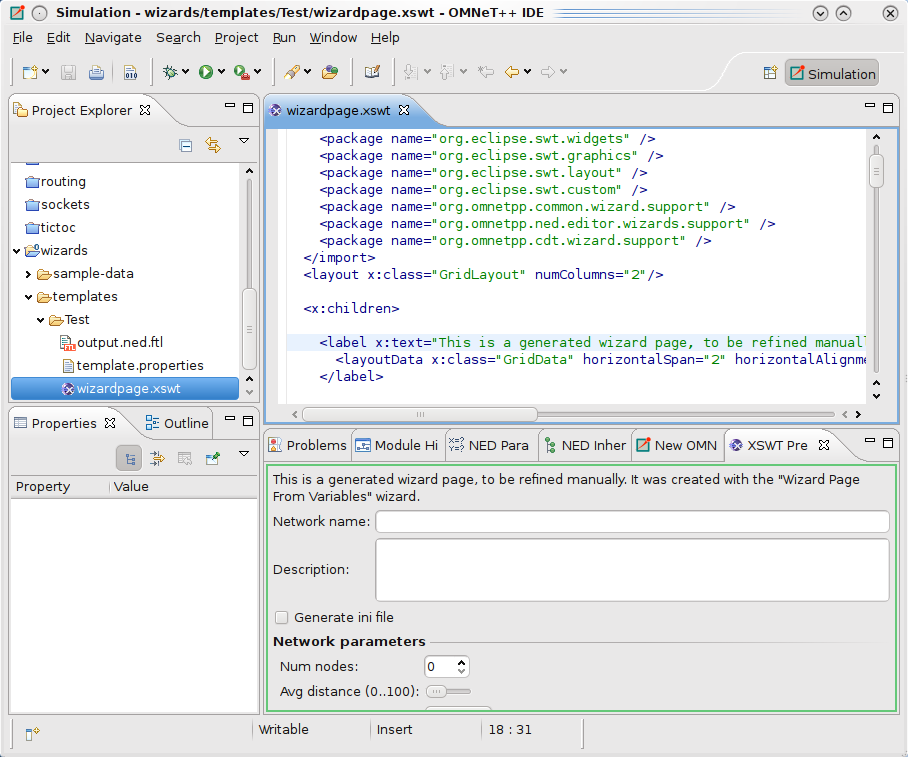 Simulation - wizards/templates/Test/wizardpage.xswt - OMNeT++ IDE
File Edit Navigate Search Project Run Window Help
010
Simulation
Project Explorer
routing
sockets
tictoc
wizards
sample-data
templates
Test
output.ned.ftl
template.properties
wizardpage.xswt
wizardpage.xswt
<package name="org.eclipse.swt.widgets" />
<package name="org.eclipse.swt.graphics" />
<package name="org.eclipse.swt.layout" />
<package name="org.eclipse.swt.custom" />
<package name="org.omnetpp.common.wizard.support" />
<package name="org.omnetpp.ned.editor.wizards.support" />
<package name="org.omnetpp.cdt.wizard.support" />
</import>
<layout x:class="GridLayout" numColumns="2"/>
<x:children>
<label x:text="This is a generated wizard page, to be refined manuall
<layoutData x:class="GridData" horizontalSpan="2" horizontalAlignme
</label>
Properties Outline
Property Value
Problems Module Hi NED Para NED Inher New OMN XSWT Pre
This is a generated wizard page, to be refined manually. It was created with the "Wizard Page
From Variables" wizard.
Network name:
Description:
Generate ini file
Network parameters
Num nodes: 0
Avg distance (0..100):
Writable Insert 18 : 31